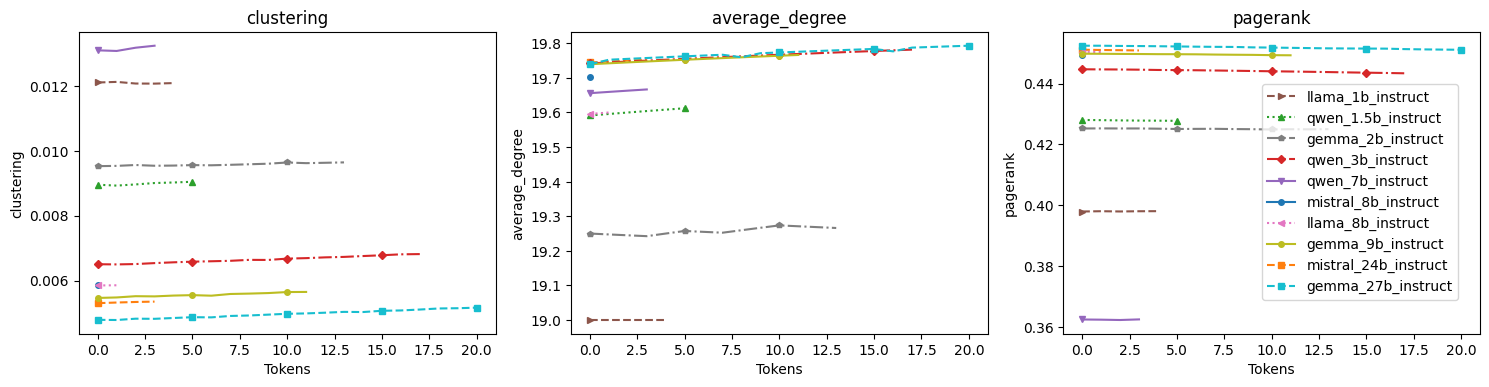 clustering
clustering
0.012
0.010
0.008
0.006
0.0 2.5 5.0 7.5 10.0 12.5 15.0 17.5 20.0
Tokens
average_degree
average_degree
19.8
19.7
19.6
19.5
19.4
19.3
19.2
19.1
19.0
0.0 2.5 5.0 7.5 10.0 12.5 15.0 17.5 20.0
Tokens
pagerank
pagerank
0.44
0.42
0.40
0.38
0.36
0.0 2.5 5.0 7.5 10.0 12.5 15.0 17.5 20.0
Tokens
llama_1b_instruct
qwen_1.5b_instruct
gemma_2b_instruct
qwen_3b_instruct
qwen_7b_instruct
mistral_8b_instruct
llama_8b_instruct
gemma_9b_instruct
mistral_24b_instruct
gemma_27b_instruct